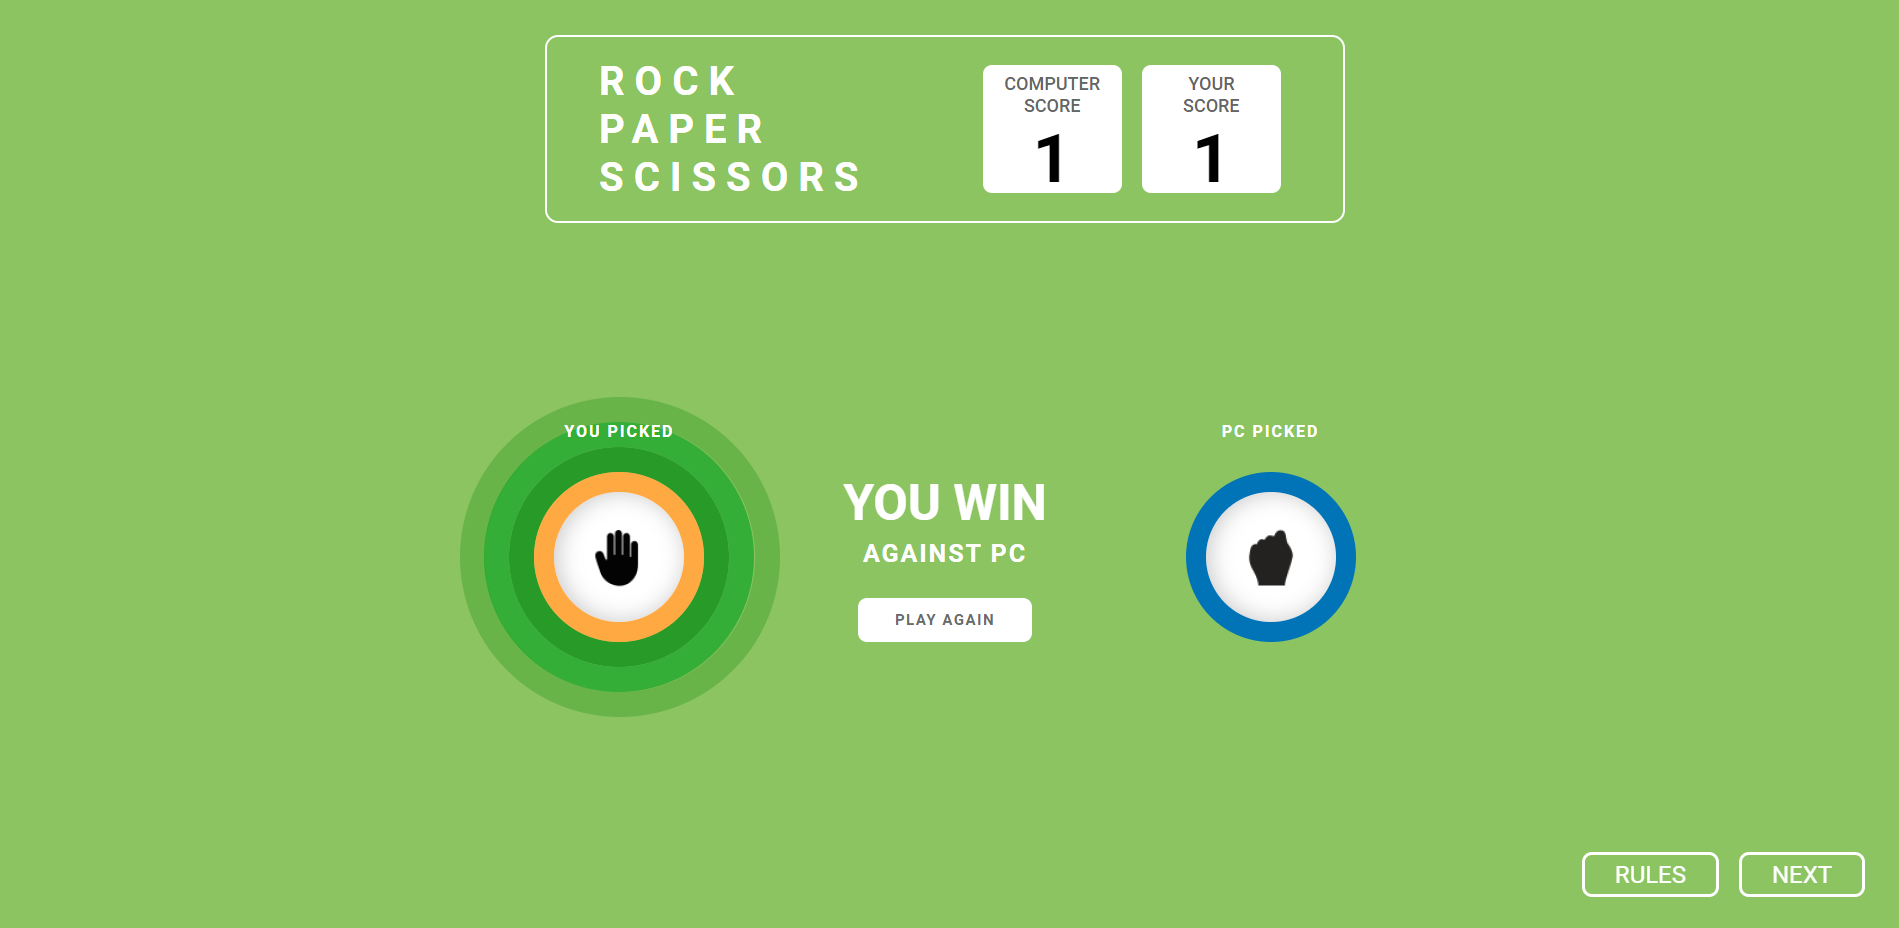 ROCK
PAPER
SCISSORS
COMPUTER
SCORE
1
YOUR
SCORE
1
YOU PICKED
PC PICKED
YOU WIN
AGAINST PC
PLAY AGAIN
RULES
NEXT